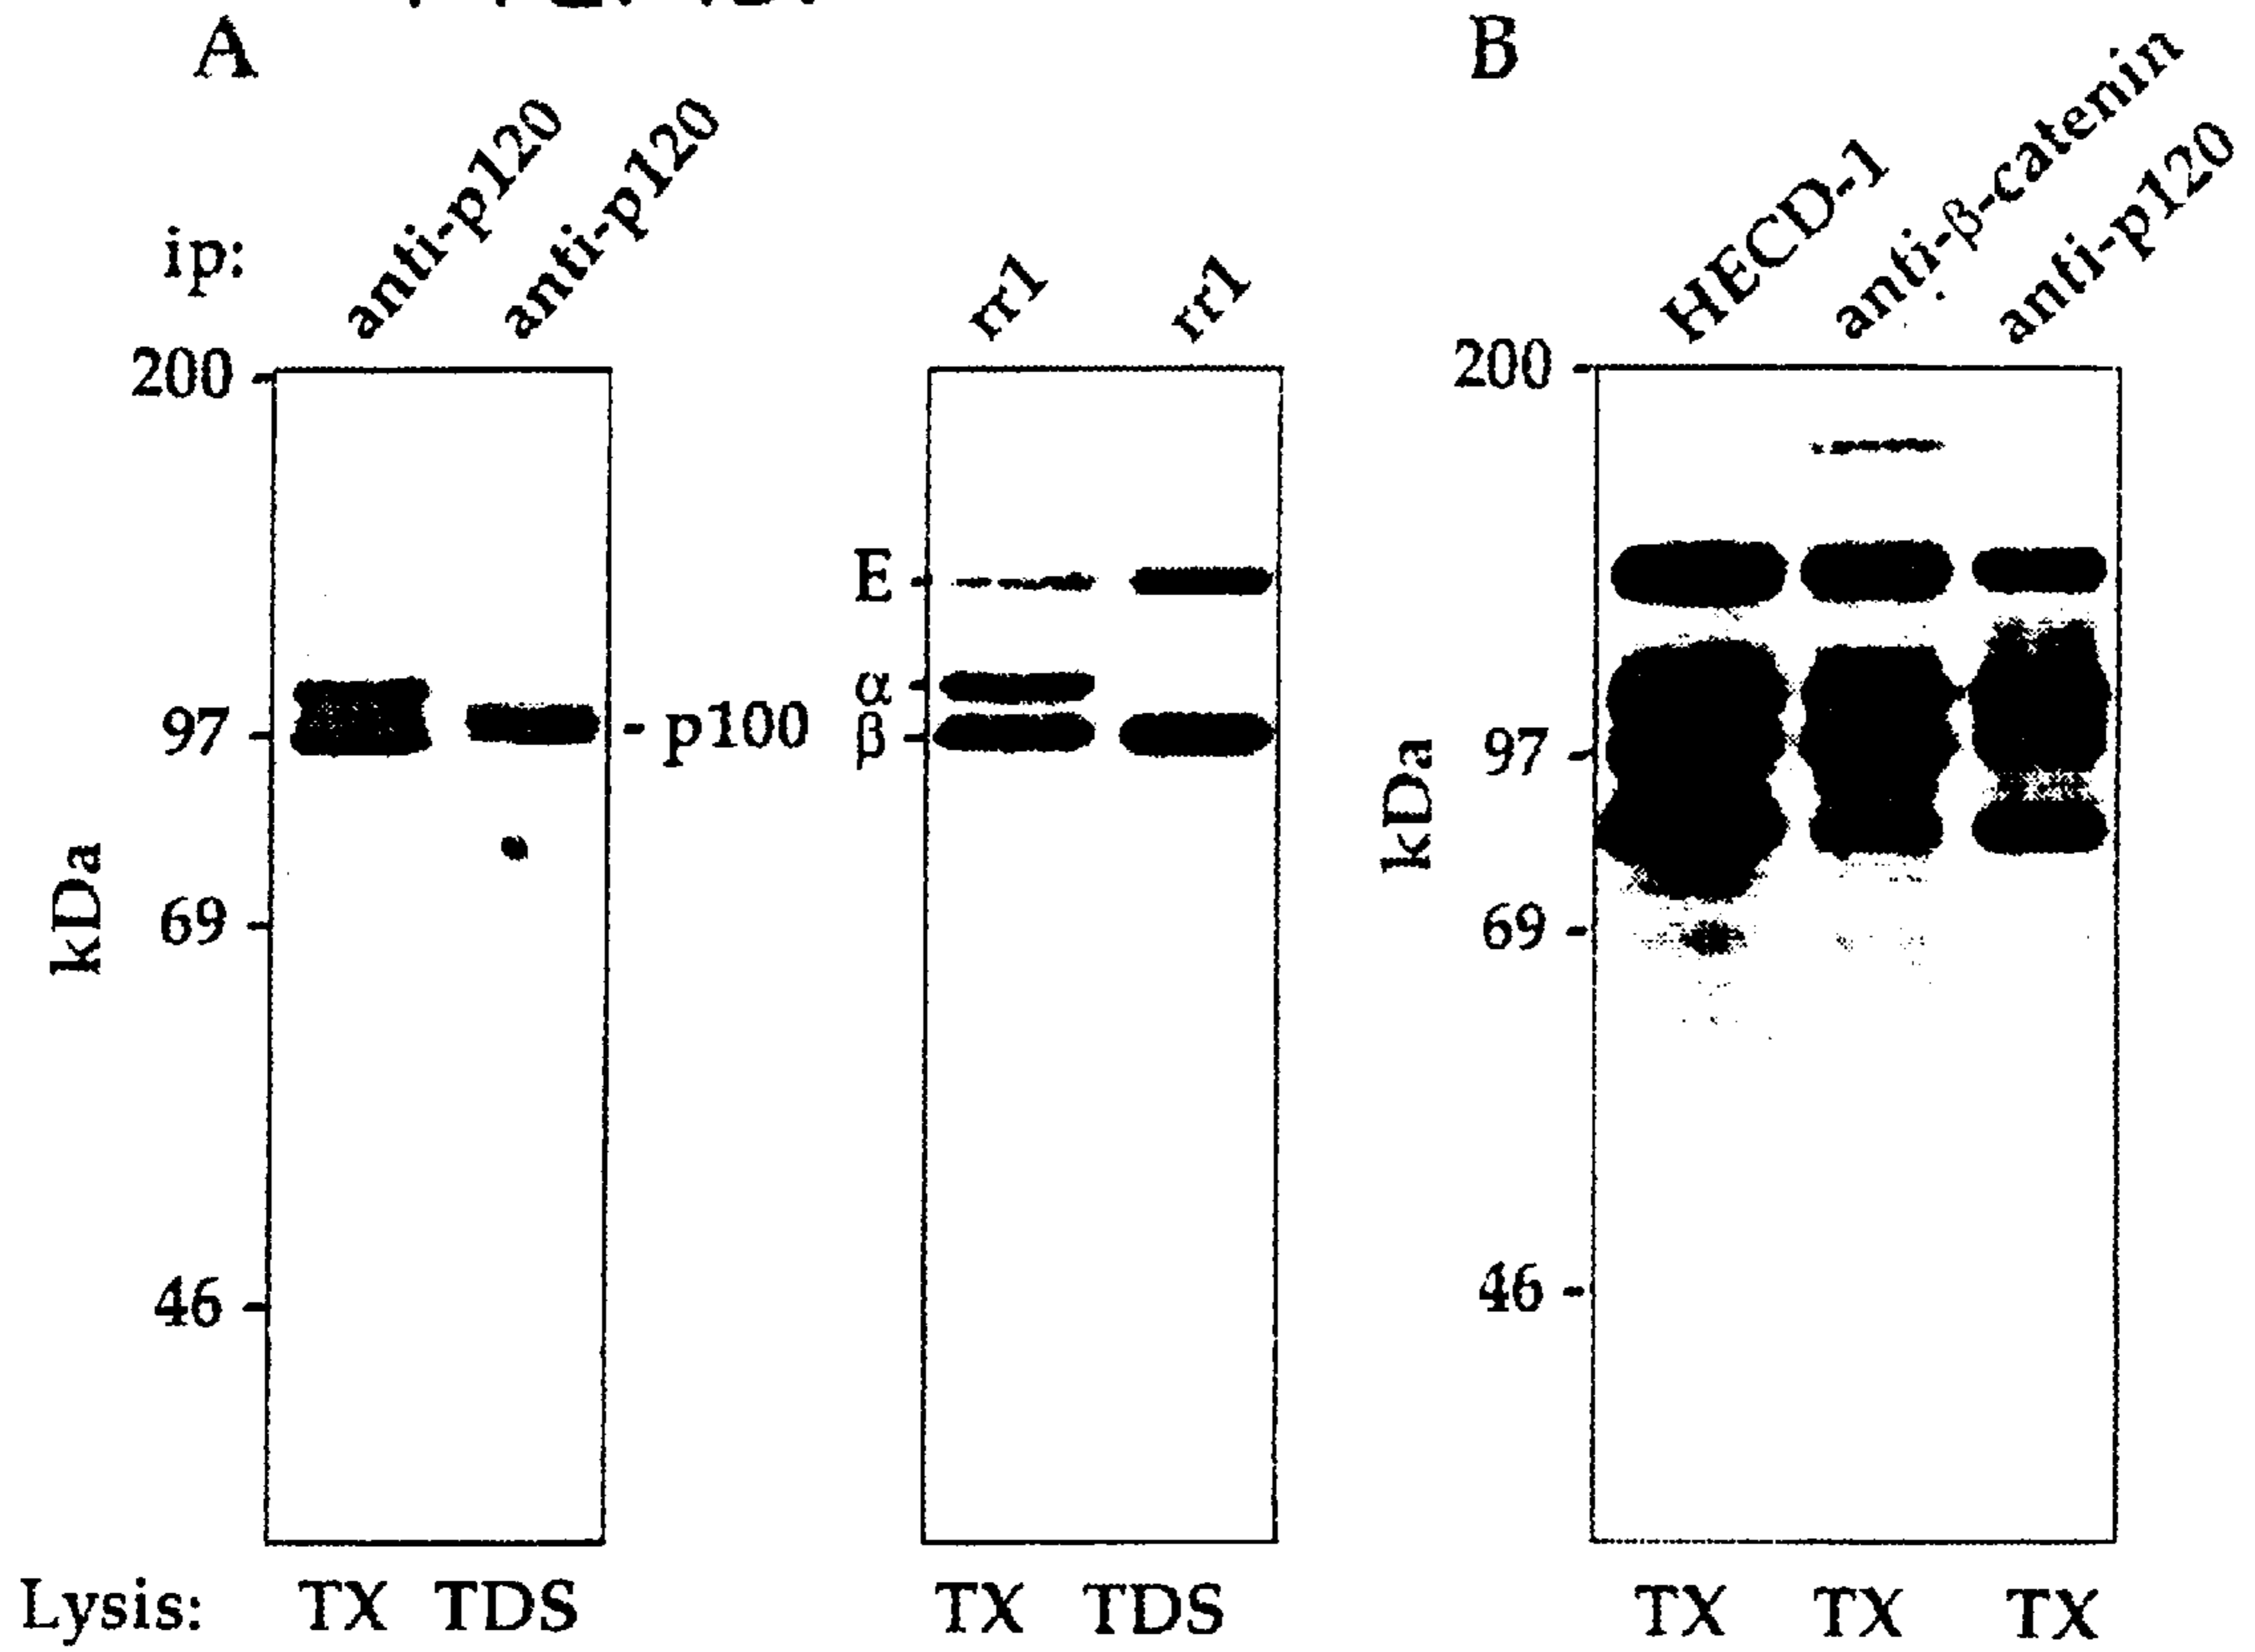 A
B
ip:
anti-p120
anti-p120
rr1
rr1
HECD-1
anti-β-catenin
anti-p120
200
97
69
46
kDa
- p100
E
α
β
200
97
69
46
kDa
Lysis: TX TDS TX TDS TX TX TX